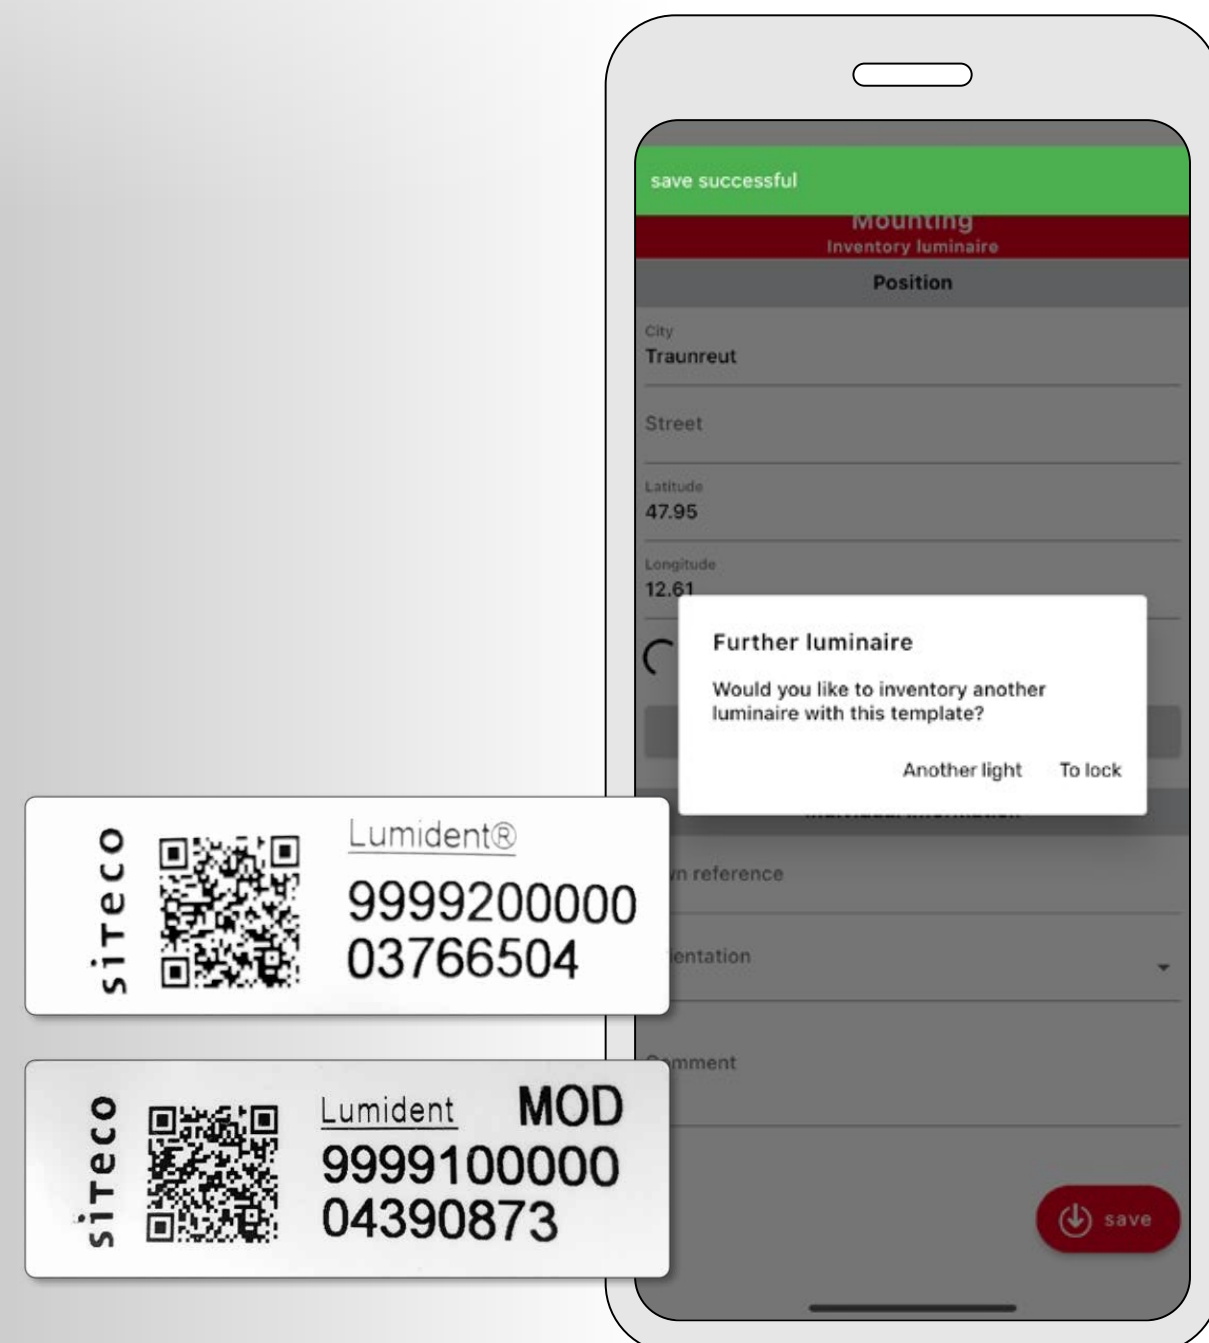 save successful
Mounting
Inventory luminaire
Position
City
Traunreut
Street
Latitude
47.95
Longitude
12.61
Further luminaire
Would you like to inventory another
luminaire with this template?
Another light To lock
reference
Comment
save
siteco
Lumident®
9999200000
03766504
siteco
Lumident MOD
9999100000
04390873